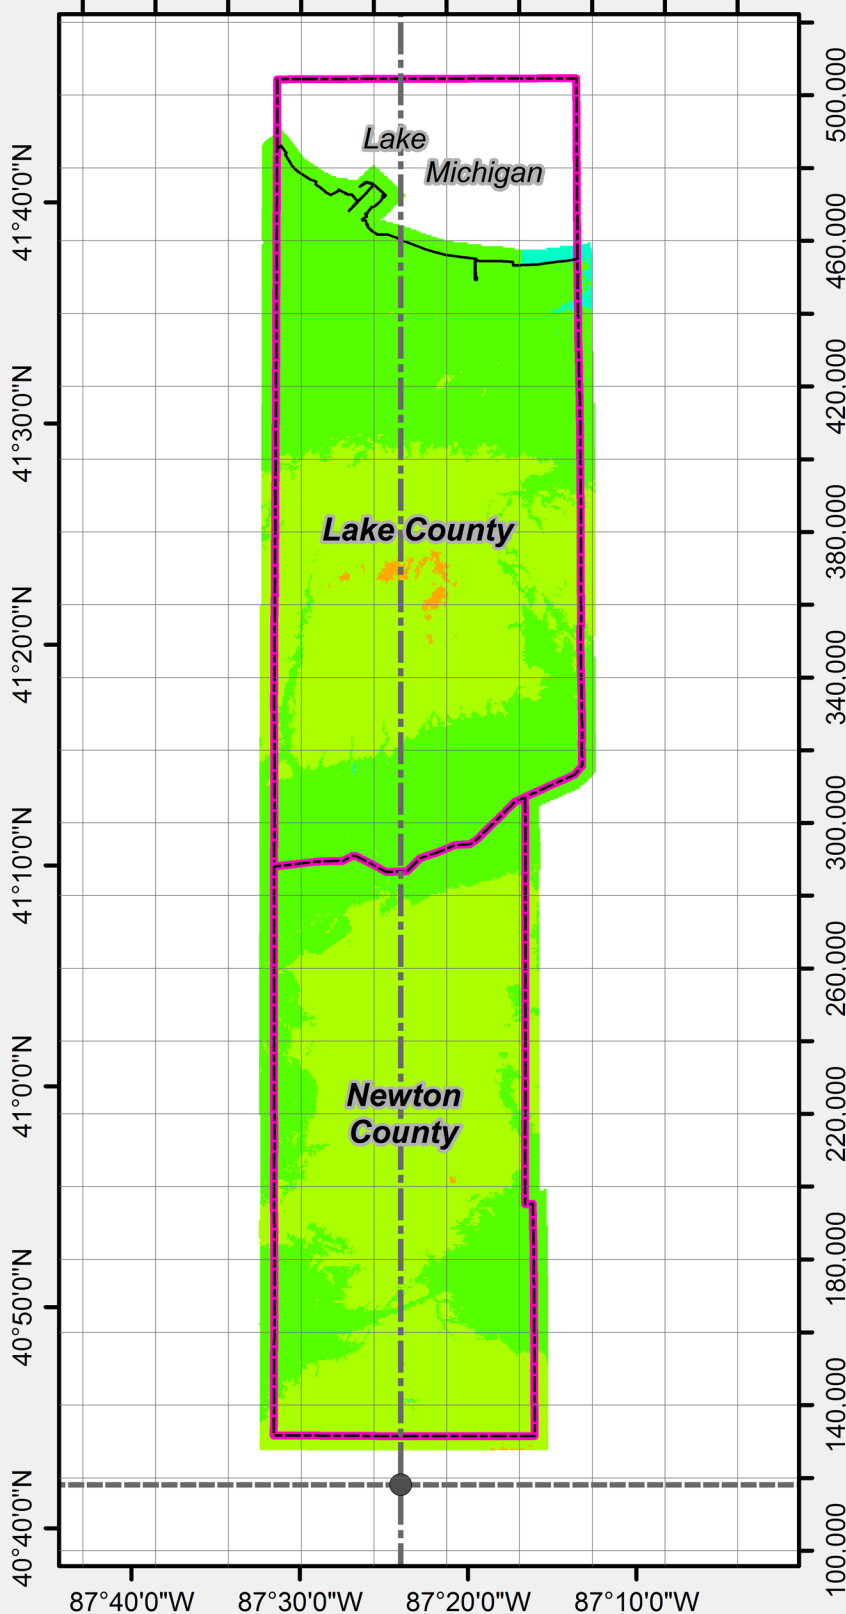 Lake
Michigan
Lake County
Newton
County
41°40'0"N
41°30'0"N
41°20'0"N
41°10'0"N
41°0'0"N
40°50'0"N
40°40'0"N
500,000
460,000
420,000
380,000
340,000
300,000
260,000
220,000
180,000
140,000
100,000
87°40'0"W
87°30'0"W
87°20'0"W
87°10'0"W